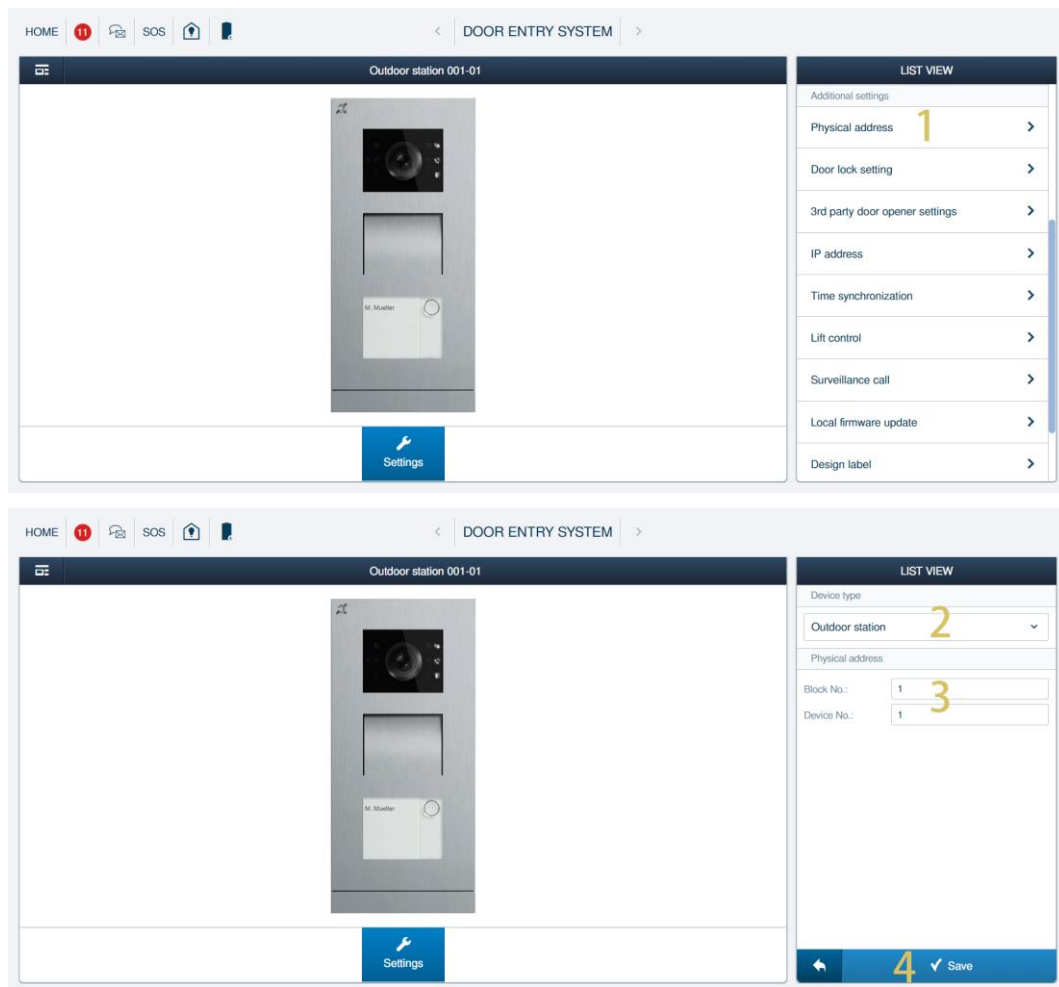 HOME 11 SOS < DOOR ENTRY SYSTEM >
Outdoor station 001-01
M. Mueller
Settings
LIST VIEW
Additional settings
Physical address 1
Door lock setting
3rd party door opener settings
IP address
Time synchronization
Lift control
Surveillance call
Local firmware update
Design label
HOME 11 SOS < DOOR ENTRY SYSTEM >
Outdoor station 001-01
M. Mueller
Settings
LIST VIEW
Device type
Outdoor station 2
Physical address
Block No.: 1 3
Device No.: 1
4 Save